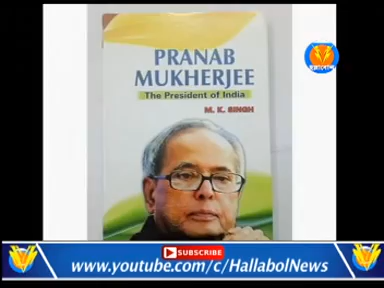 PRANAB
MUKHERJEE
The President of India
M. K. SINGH
SUBSCRIBE
www.youtube.com/c/HallabolNews